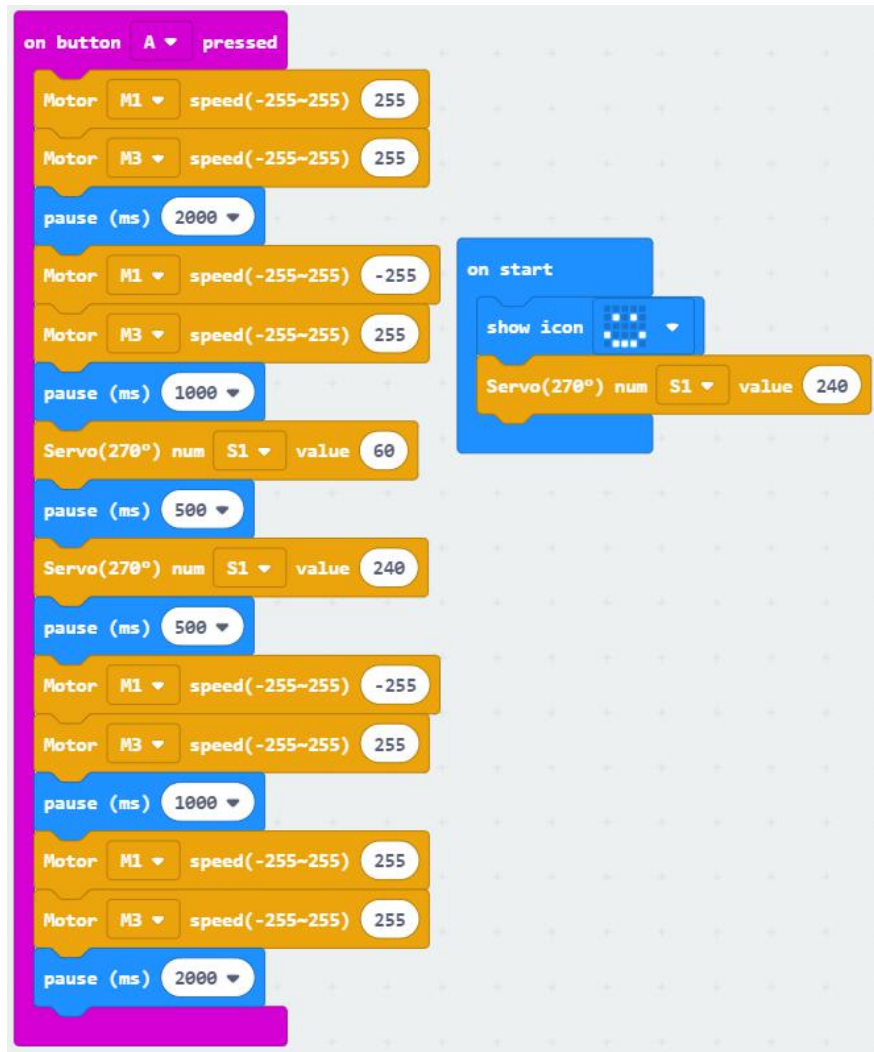 on button A pressed
Motor M1 speed(-255~255) 255
Motor M3 speed(-255~255) 255
pause (ms) 2000
Motor M1 speed(-255~255) -255
Motor M3 speed(-255~255) 255
pause (ms) 1000
Servo(270º) num S1 value 60
pause (ms) 500
Servo(270º) num S1 value 240
pause (ms) 500
Motor M1 speed(-255~255) -255
Motor M3 speed(-255~255) 255
pause (ms) 1000
Motor M1 speed(-255~255) 255
Motor M3 speed(-255~255) 255
pause (ms) 2000
on start
show icon
Servo(270º) num S1 value 240